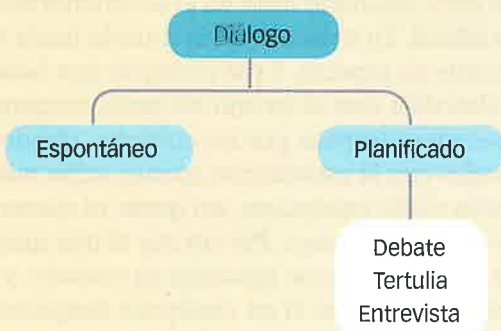 Diálogo
Espontáneo
Planificado
Debate
Tertulia
Entrevista